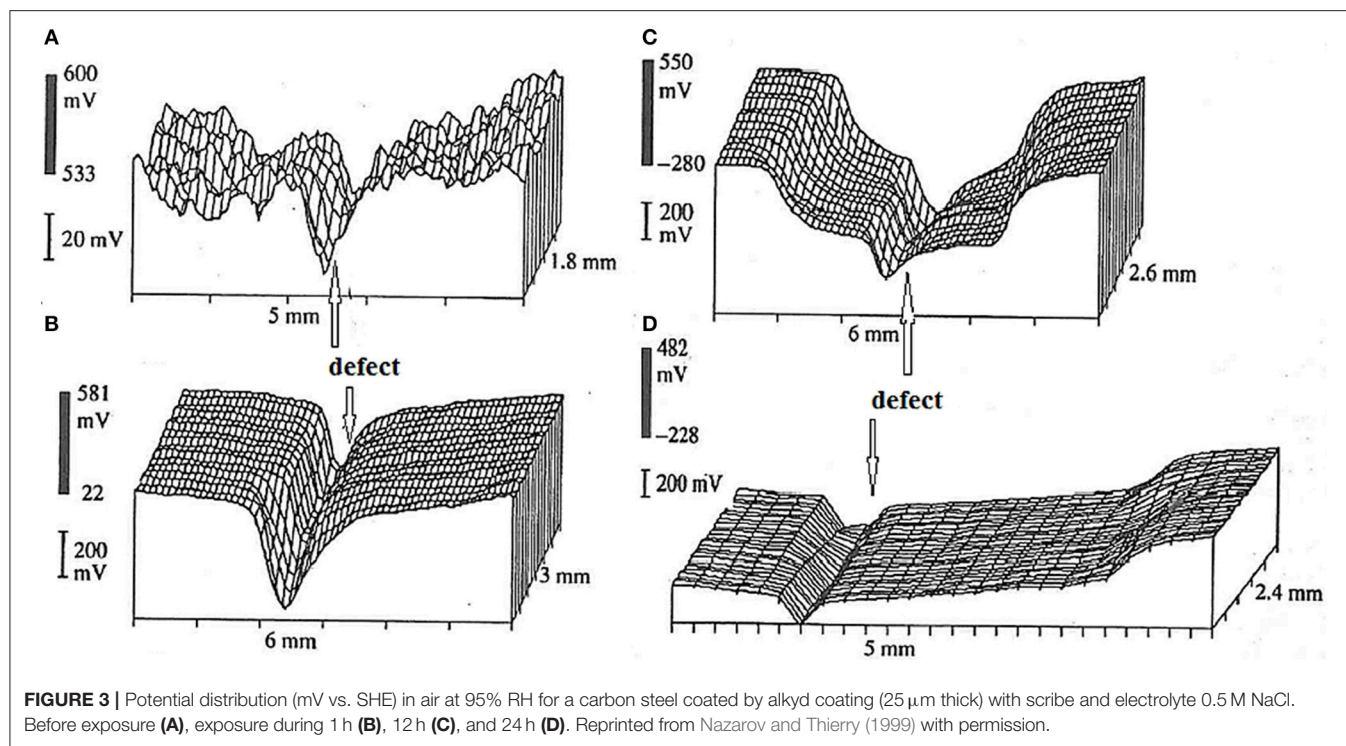 A
600
mV
533
20 mV
1.8 mm
5 mm
B
defect
581
mV
22
200
mV
3 mm
6 mm
C
550
mV
−280
200
mV
2.6 mm
6 mm
D
482
mV
−228
defect
200 mV
2.4 mm
5 mm
FIGURE 3 | Potential distribution (mV vs. SHE) in air at 95% RH for a carbon steel coated by alkyd coating (25 μm thick) with scribe and electrolyte 0.5 M NaCl.
Before exposure (A), exposure during 1 h (B), 12 h (C), and 24 h (D). Reprinted from Nazarov and Thierry (1999) with permission.